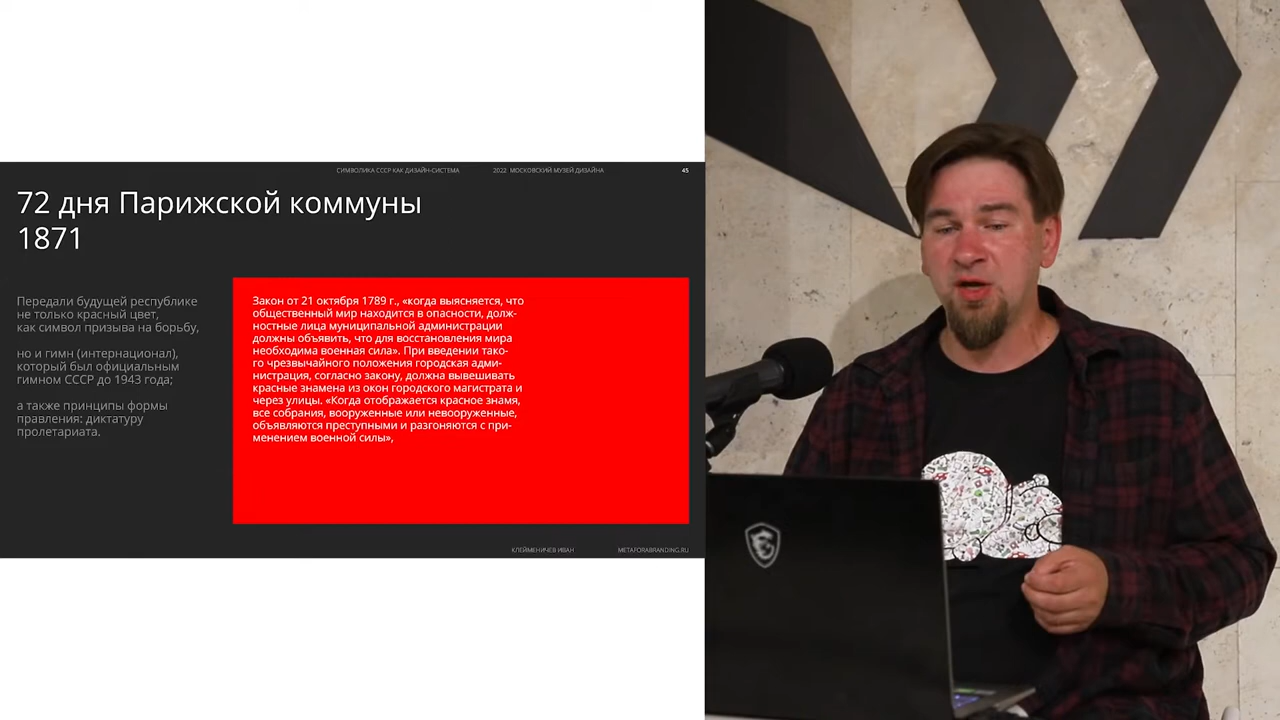 СИМВОЛИКА СССР КАК ДИЗАЙН-СИСТЕМА
2022 МОСКОВСКИЙ МУЗЕЙ ДИЗАЙНА
45
72 дня Парижской коммуны
1871
Передали будущей республике
не только красный цвет,
как символ призыва на борьбу,
но и гимн (интернационал),
который был официальным
гимном СССР до 1943 года;
а также принципы формы
правления: диктатуру
пролетариата.
Закон от 21 октября 1789 г., «когда выясняется, что
общественный мир находится в опасности, долж-
ностные лица муниципальной администрации
должны объявить, что для восстановления мира
необходима военная сила». При введении тако-
го чрезвычайного положения городская адми-
нистрация, согласно закону, должна вывешивать
красные знамена из окон городского магистрата и
через улицы. «Когда отображается красное знамя,
все собрания, вооруженные или невооруженные,
объявляются преступными и разгоняются с при-
менением военной силы»,
КЛЕЙМЕНИЧЕВ ИВАН
METAFORABRANDING.RU